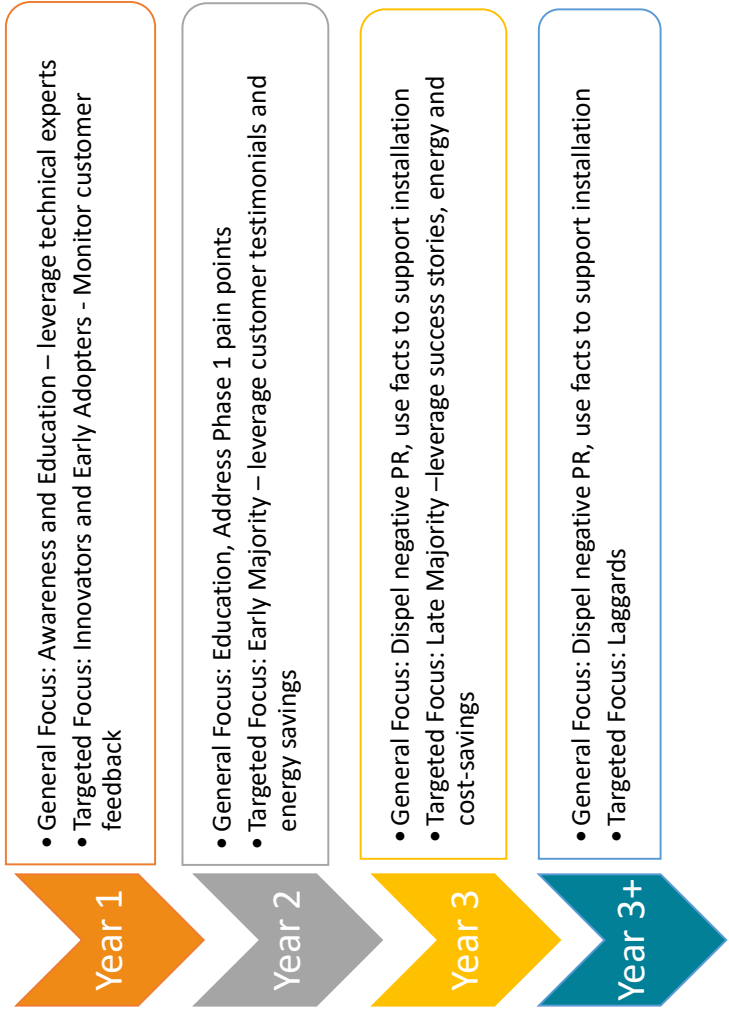 Year 1
• General Focus: Awareness and Education – leverage technical experts
• Targeted Focus: Innovators and Early Adopters - Monitor customer
feedback
Year 2
• General Focus: Education, Address Phase 1 pain points
• Targeted Focus: Early Majority – leverage customer testimonials and
energy savings
Year 3
• General Focus: Dispel negative PR, use facts to support installation
• Targeted Focus: Late Majority –leverage success stories, energy and
cost-savings
Year 3+
• General Focus: Dispel negative PR, use facts to support installation
• Targeted Focus: Laggards